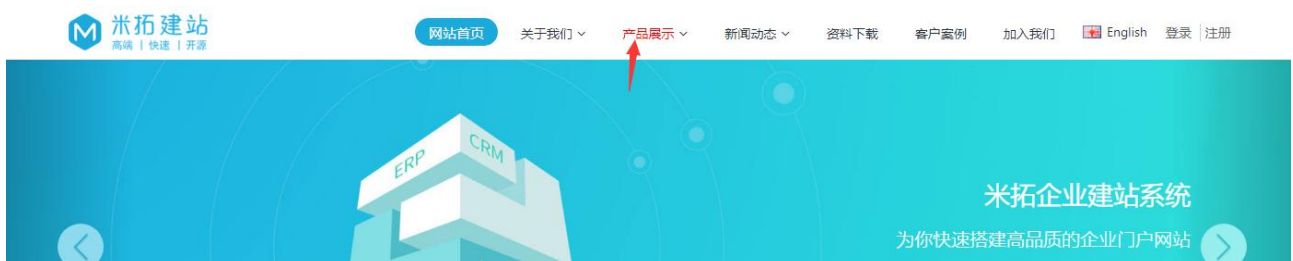 米拓建站
高端 | 快速 | 开源
网站首页 关于我们 产品展示 新闻动态 资料下载 客户案例 加入我们 English 登录 | 注册
ERP CRM
米拓企业建站系统
为你快速搭建高品质的企业门户网站